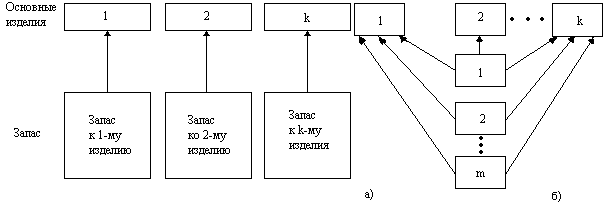 Основные
изделия
1
2
k
1
2
k
1
2
m
Запас
Запас
к 1-му
изделию
Запас
ко 2-му
изделию
Запас
к k-му
изделия
а)
б)